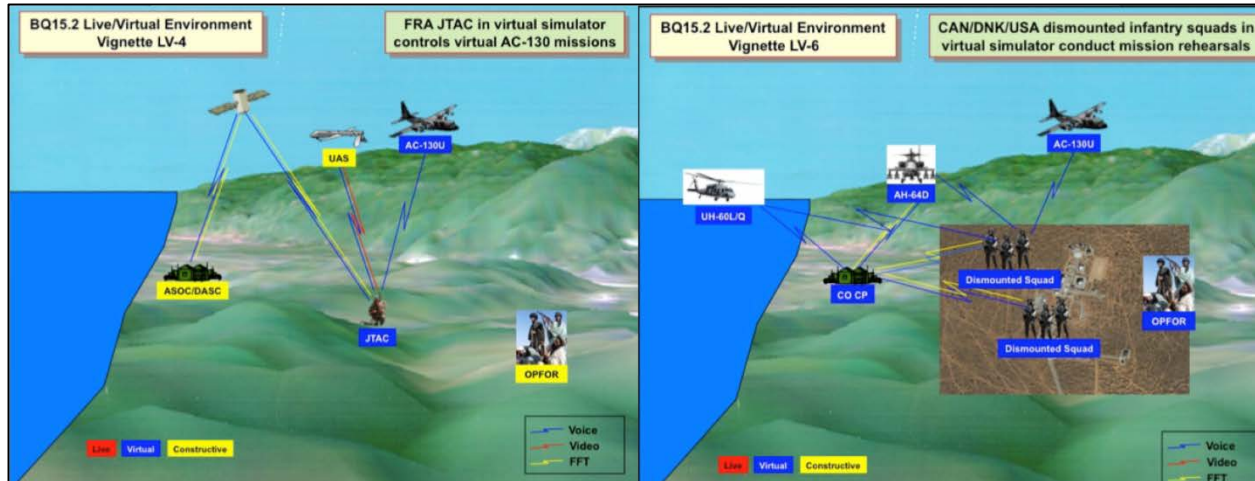 BQ15.2 Live/Virtual Environment
Vignette LV-4
FRA JTAC in virtual simulator
controls virtual AC-130 missions
UAS
AC-130U
ASOC/DASC
JTAC
OPFOR
Live
Virtual
Constructive
Voice
Video
FFT
BQ15.2 Live/Virtual Environment
Vignette LV-6
CAN/DNK/USA dismounted infantry squads in
virtual simulator conduct mission rehearsals
AC-130U
AH-64D
UH-60L/Q
Dismounted Squad
CO CP
OPFOR
Dismounted Squad
Live
Virtual
Constructive
Voice
Video
FFT